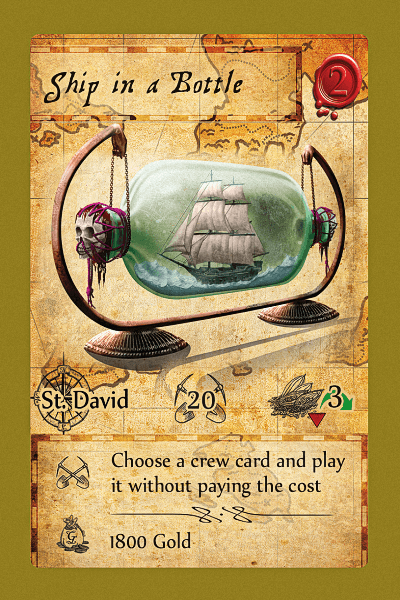 Ship in a Bottle
2
St. David
20
3
Choose a crew card and play
it without paying the cost
1800 Gold